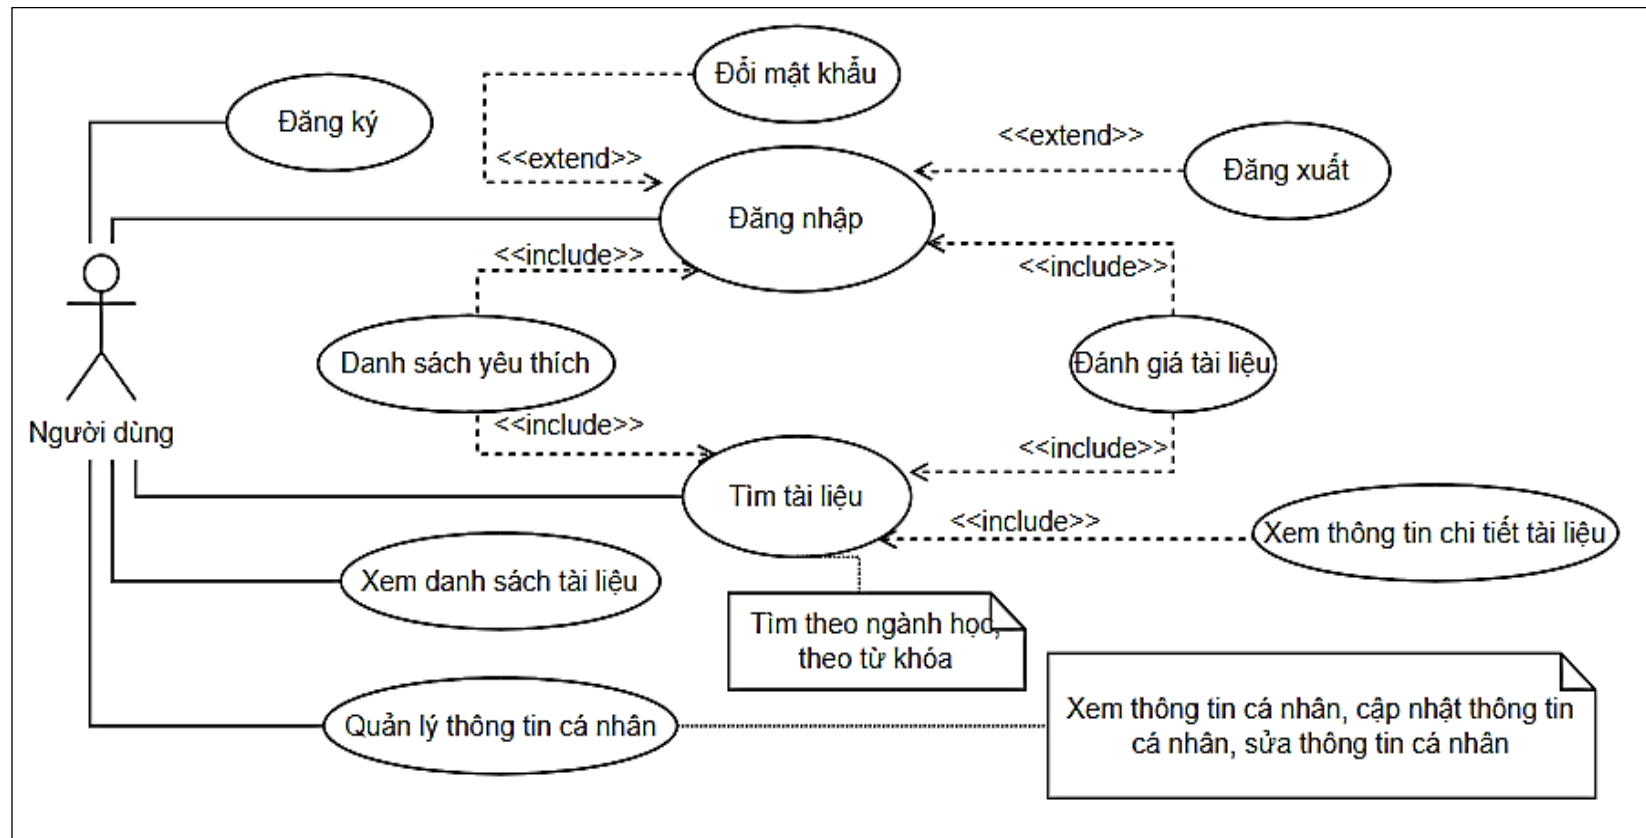 Đổi mật khẩu
Đăng ký
<<extend>>
<<extend>>
Đăng xuất
Đăng nhập
<<include>>
<<include>>
Danh sách yêu thích
Đánh giá tài liệu
<<include>>
<<include>>
Người dùng
Tìm tài liệu
<<include>>
Xem thông tin chi tiết tài liệu
Xem danh sách tài liệu
Tìm theo ngành học,
theo từ khóa
Quản lý thông tin cá nhân
Xem thông tin cá nhân, cập nhật thông tin
cá nhân, sửa thông tin cá nhân